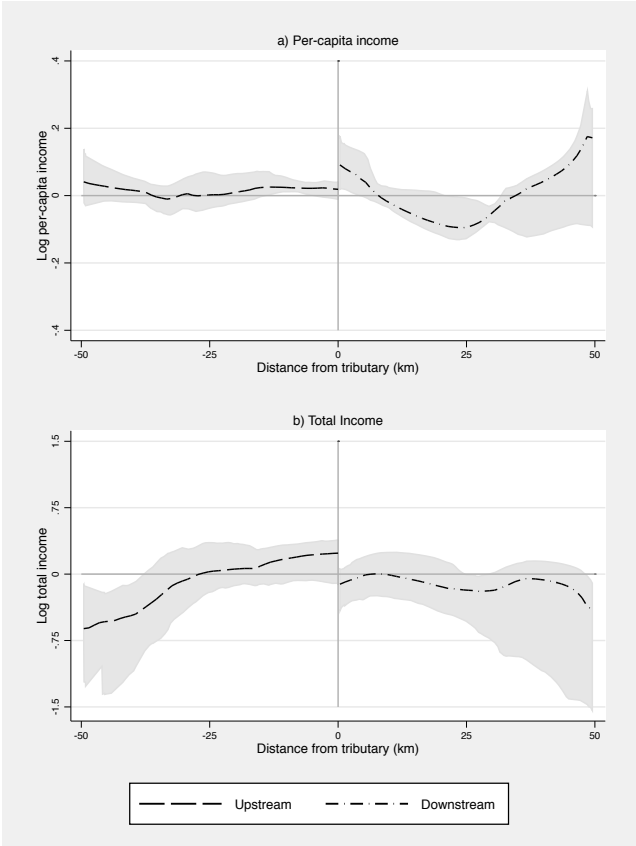 a) Per-capita income
Log per-capita income
.4
.2
0
-.2
-.4
-50
-25
0
25
50
Distance from tributary (km)
b) Total Income
Log total income
1.5
.75
0
-.75
-1.5
-50
-25
0
25
50
Distance from tributary (km)
Upstream
Downstream